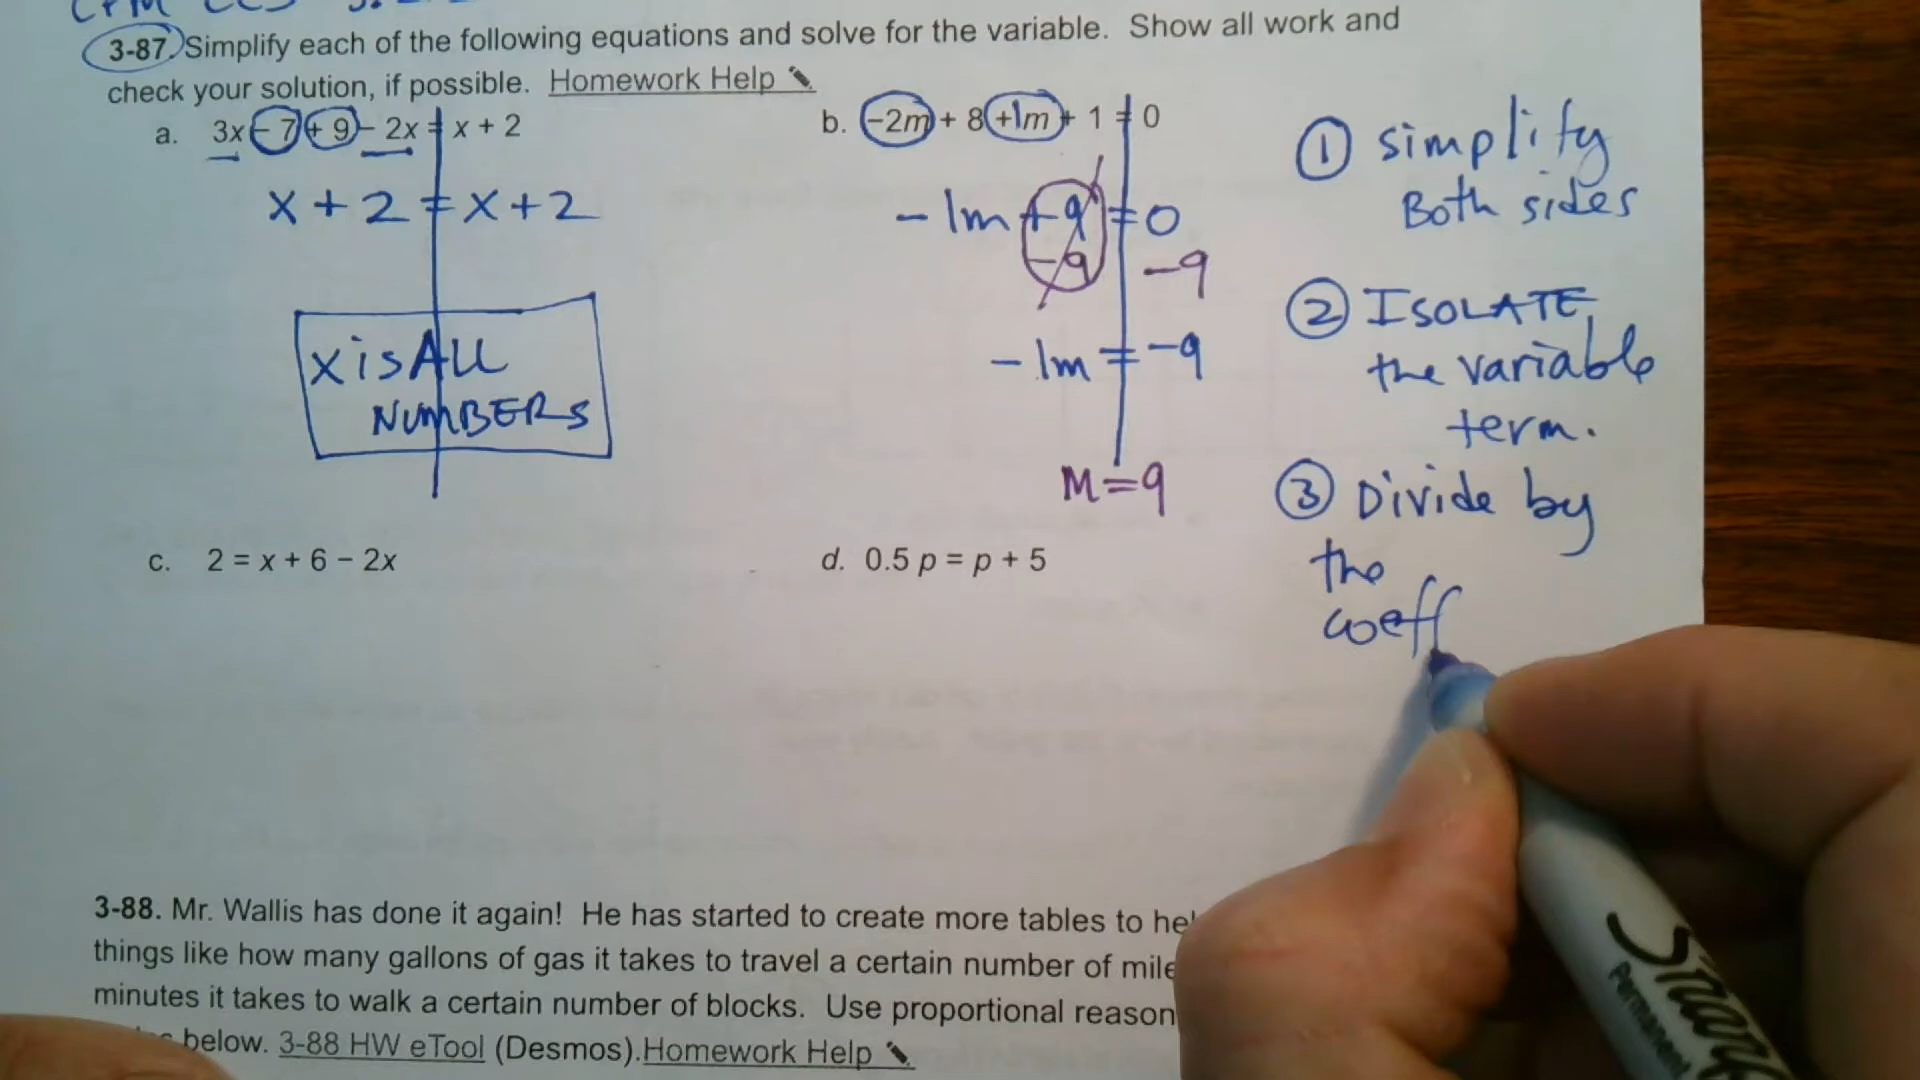 3-87. Simplify each of the following equations and solve for the variable. Show all work and
check your solution, if possible. Homework Help
a. 3x - 7 + 9 - 2x = x + 2
x + 2 = x + 2
x is All
NUMBERS
b. -2m + 8 + 1m + 1 = 0
- 1m + 9 = 0
- 9 - 9
- 1m = - 9
M = 9
① simplify
Both sides
② ISOLATE
the variable
term.
③ Divide by
the
coeff
c. 2 = x + 6 - 2x
d. 0.5 p = p + 5
3-88. Mr. Wallis has done it again! He has started to create more tables to
things like how many gallons of gas it takes to travel a certain number of
minutes it takes to walk a certain number of blocks. Use proportional
below. 3-88 HW eTool (Desmos). Homework Help
Permanent